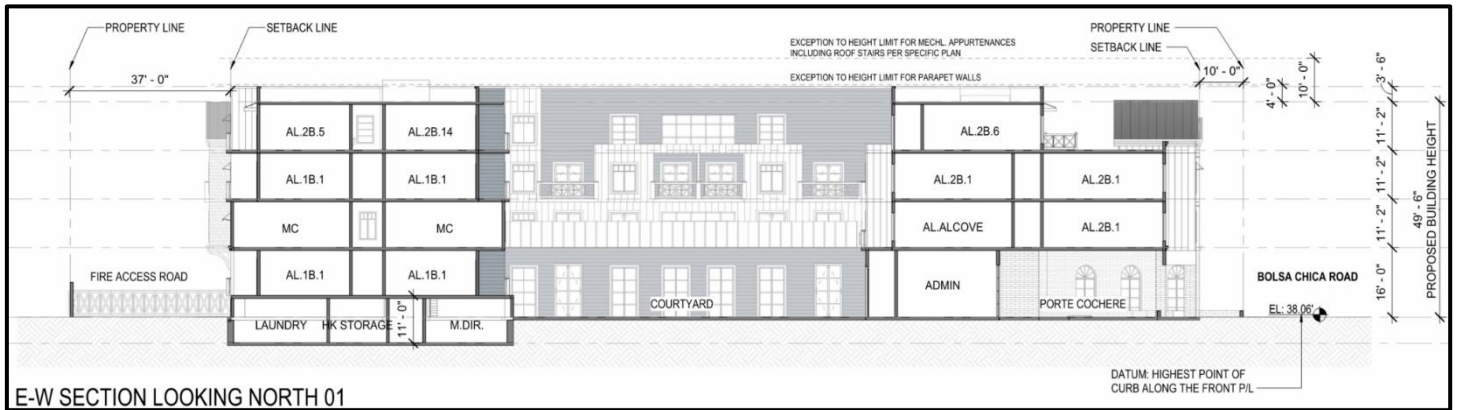 PROPERTY LINE
SETBACK LINE
PROPERTY LINE
SETBACK LINE
EXCEPTION TO HEIGHT LIMIT FOR MECHL. APPURTENANCES
INCLUDING ROOF STAIRS PER SPECIFIC PLAN
EXCEPTION TO HEIGHT LIMIT FOR PARAPET WALLS
37' - 0"
10' - 0"
4' - 0"
10' - 0"
3' - 6"
AL.2B.5
AL.2B.14
AL.2B.6
11' - 2"
AL.1B.1
AL.1B.1
AL.2B.1
AL.2B.1
11' - 2"
MC
MC
AL.ALCOVE
AL.2B.1
11' - 2"
49' - 6"
PROPOSED BUILDING HEIGHT
FIRE ACCESS ROAD
AL.1B.1
AL.1B.1
ADMIN
BOLSA CHICA ROAD
16' - 0"
COURTYARD
PORTE COCHERE
EL: 38.06'
LAUNDRY
HK STORAGE
11' - 0"
M.DIR.
DATUM: HIGHEST POINT OF
CURB ALONG THE FRONT P/L
E-W SECTION LOOKING NORTH 01